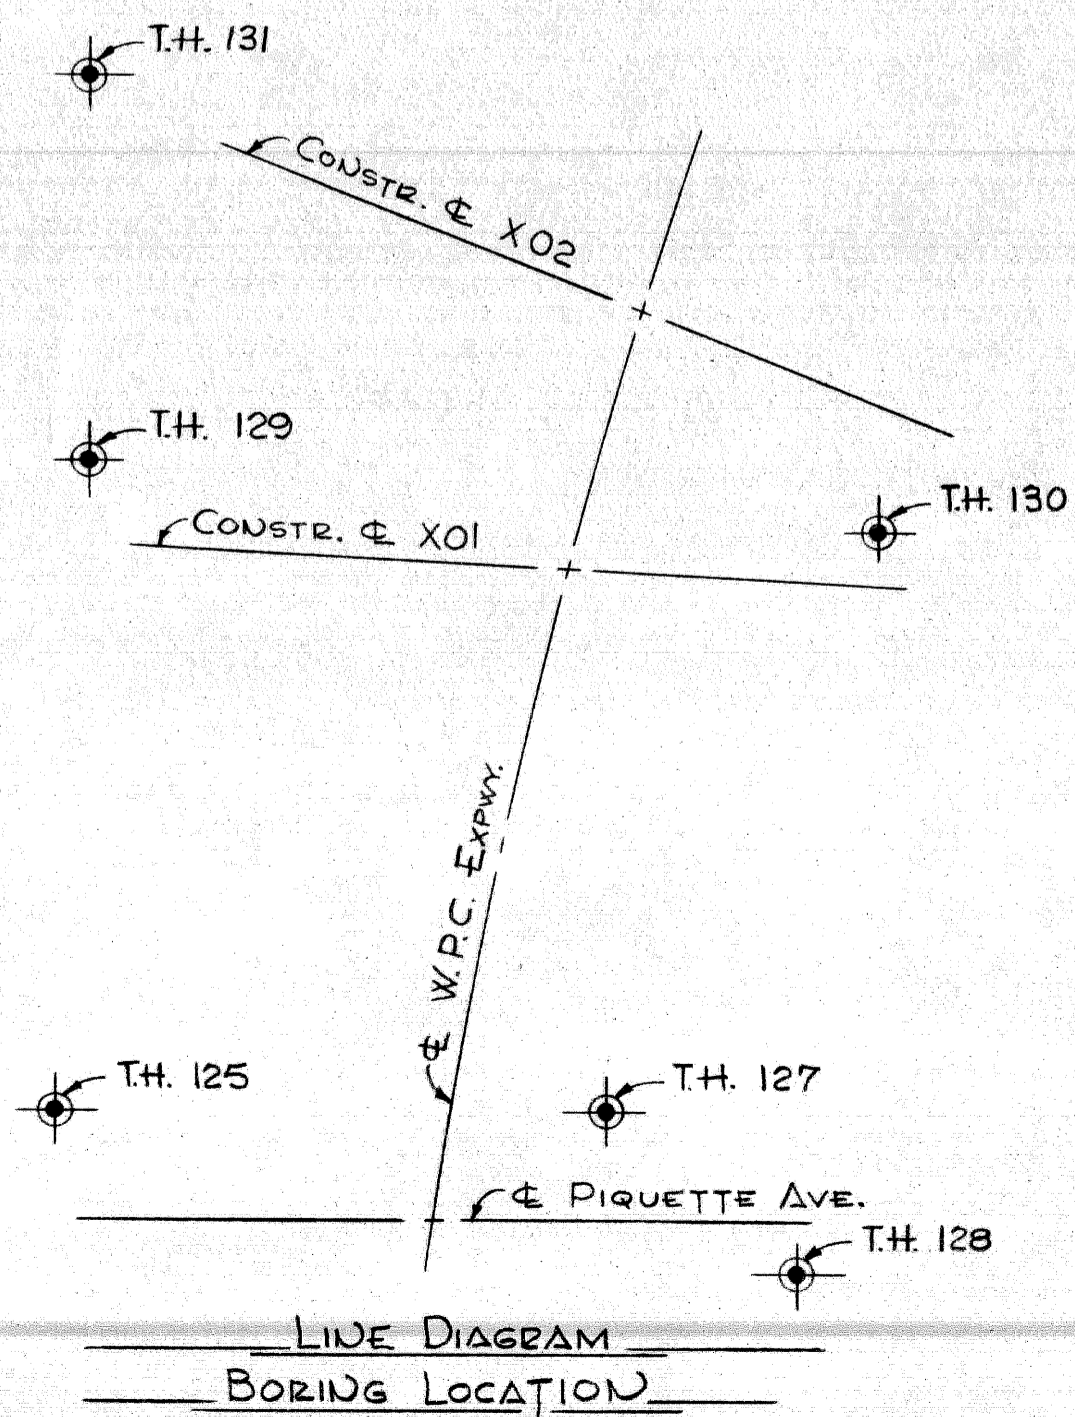 T.H. 131
CONSTR. ℄ X02
T.H. 129
T.H. 130
CONSTR. ℄ X01
℄ W.P.C. EXPWY.
T.H. 125
T.H. 127
℄ PIQUETTE AVE.
T.H. 128
LINE DIAGRAM
BORING LOCATION